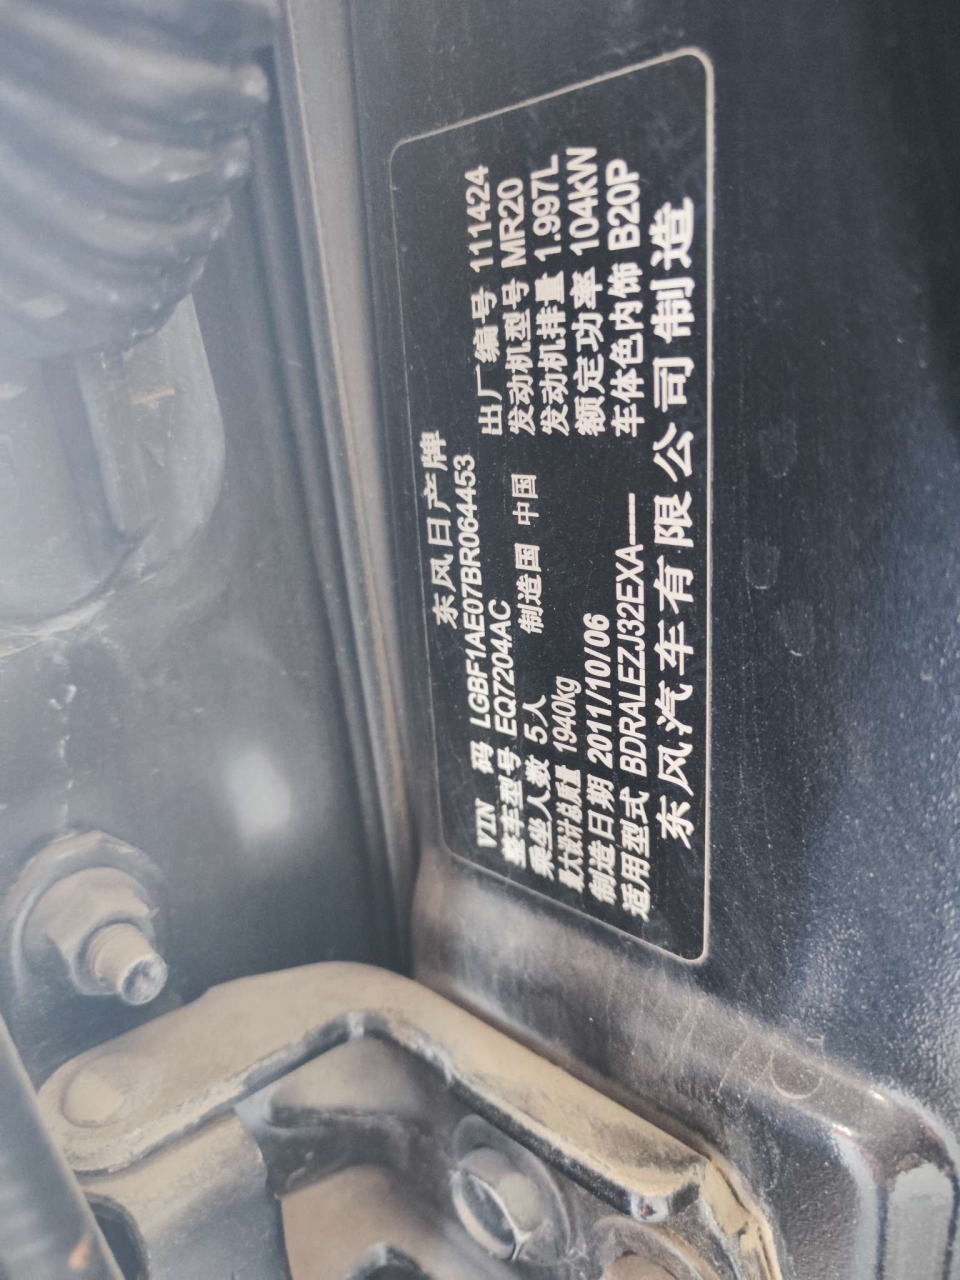 东风日产牌
VIN 码 LGBF1AE07BR064453 出厂编号 111424
整车型号 EQ7204AC 发动机型号 MR20
乘坐人数 5人 制造国 中国 发动机排量 1.997L
最大设计总质量 1940kg 额定功率 104kW
制造日期 2011/10/06 车体色内饰 B20P
适用型式 BDRALEZJ32EXA----
东风汽车有限公司制造